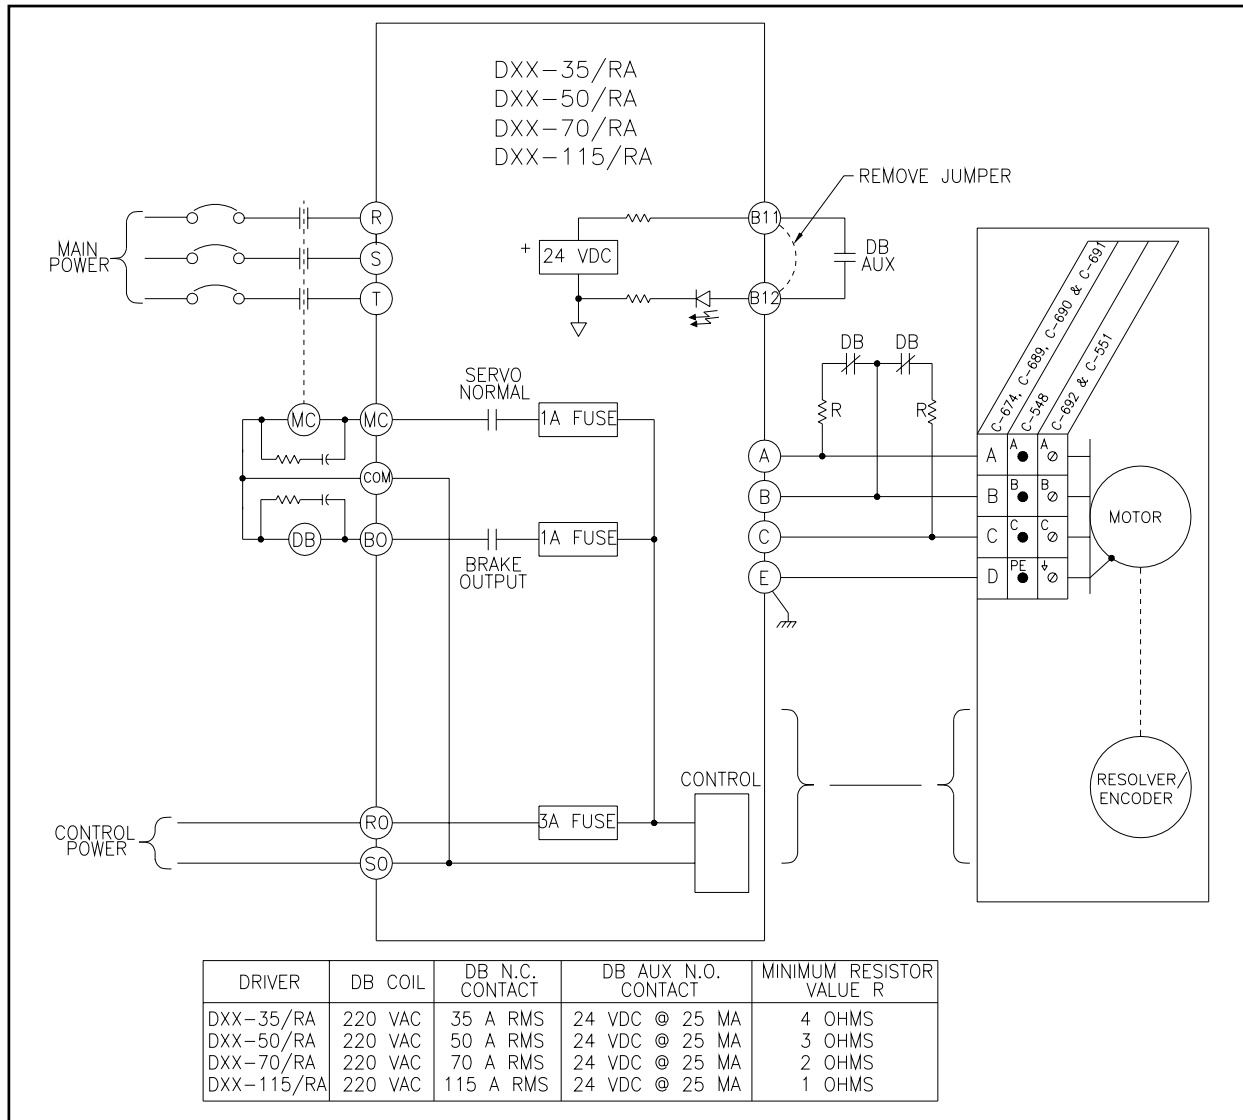 DXX-35/RA
DXX-50/RA
DXX-70/RA
DXX-115/RA
REMOVE JUMPER
MAIN
POWER
R
S
T
+
24 VDC
B11
B12
DB
AUX
C-674, C-689, C-690 & C-691
C-548
C-692 & C-551
DB
DB
R
R
SERVO
NORMAL
MC
MC
1A FUSE
COM
DB
BO
1A FUSE
BRAKE
OUTPUT
A
B
C
E
A
A
A
B
B
B
C
C
C
D
PE
MOTOR
RESOLVER/
ENCODER
CONTROL
CONTROL
POWER
RO
SO
3A FUSE
DRIVER DB COIL DB N.C. CONTACT DB AUX N.O. CONTACT MINIMUM RESISTOR VALUE R
DXX-35/RA 220 VAC 35 A RMS 24 VDC @ 25 MA 4 OHMS
DXX-50/RA 220 VAC 50 A RMS 24 VDC @ 25 MA 3 OHMS
DXX-70/RA 220 VAC 70 A RMS 24 VDC @ 25 MA 2 OHMS
DXX-115/RA 220 VAC 115 A RMS 24 VDC @ 25 MA 1 OHMS